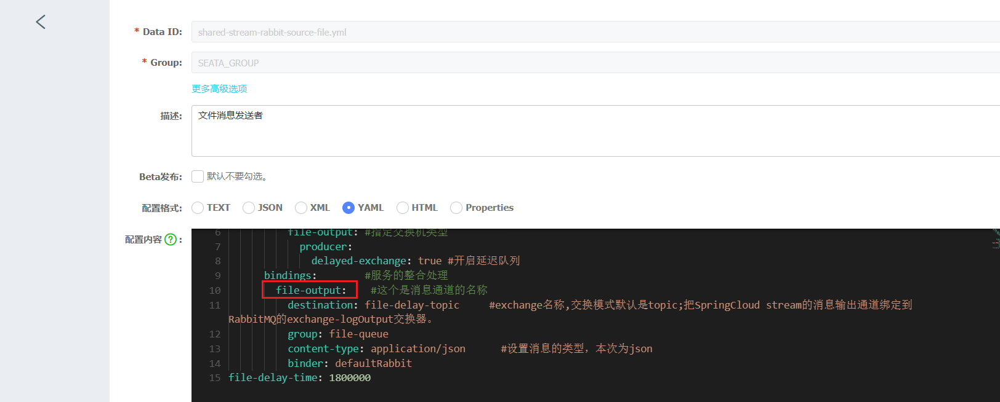 * Data ID: shared-stream-rabbit-source-file.yml
* Group: SEATA_GROUP
更多高级选项
描述: 文件消息发送者
Beta发布: 默认不要勾选。
配置格式: TEXT JSON XML YAML HTML Properties
配置内容 ? :
6 file-output: #指定交换机类型
7 producer:
8 delayed-exchange: true #开启延迟队列
9 bindings: #服务的整合处理
10 file-output: #这个是消息通道的名称
11 destination: file-delay-topic #exchange名称,交换模式默认是topic;把SpringCloud stream的消息输出通道绑定到
RabbitMQ的exchange-logOutput交换器。
12 group: file-queue
13 content-type: application/json #设置消息的类型，本次为json
14 binder: defaultRabbit
15 file-delay-time: 1800000